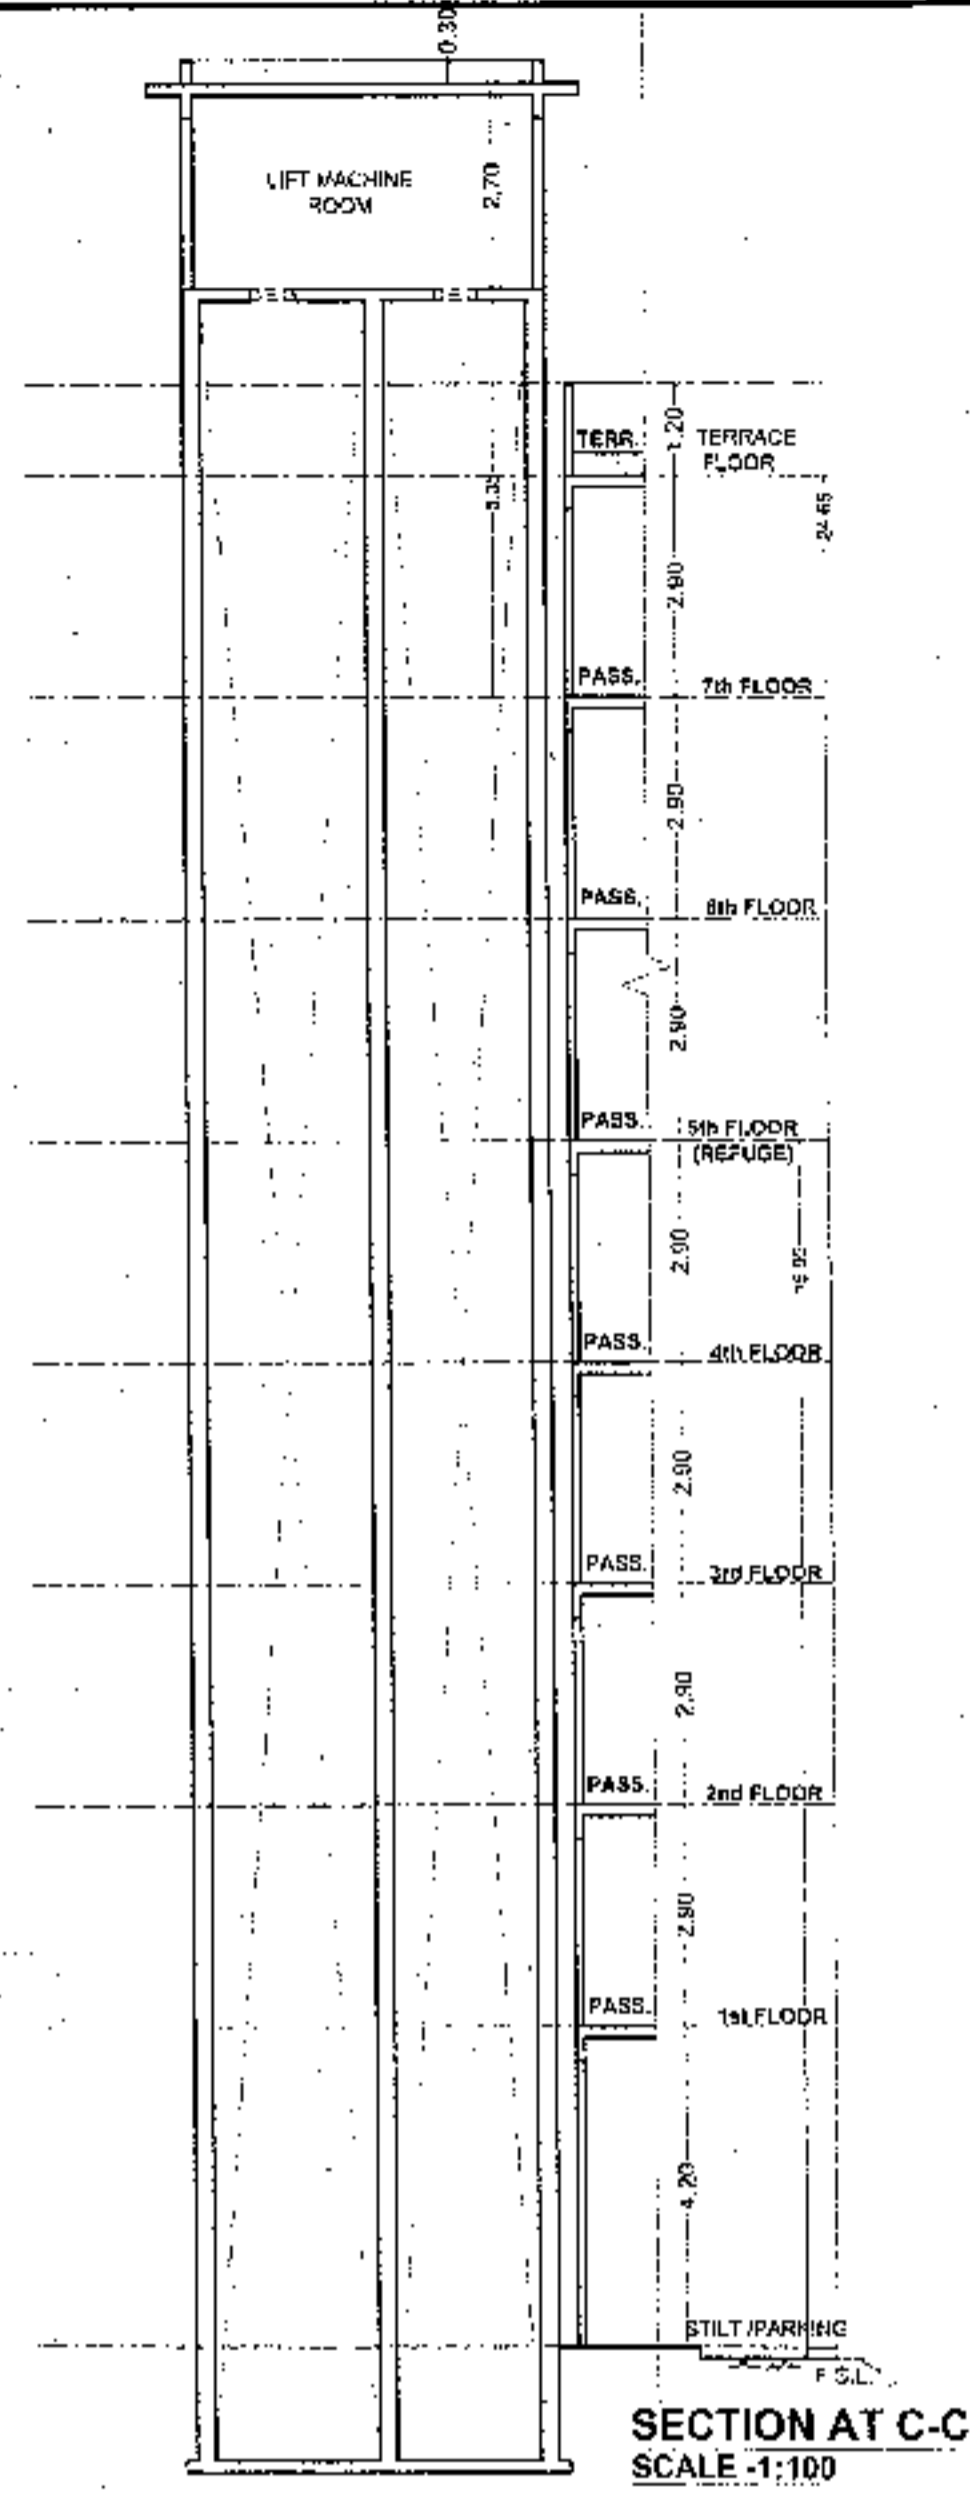 0.30
LIFT MACHINE
ROOM
2.70
TERR.
1.20
TERRACE
FLOOR
24.65
2.90
PASS.
7th FLOOR
2.90
PASS.
6th FLOOR
2.90
PASS.
5th FLOOR
(REFUGE)
2.90
PASS.
4th FLOOR
2.90
PASS.
3rd FLOOR
2.90
PASS.
2nd FLOOR
2.90
PASS.
1st FLOOR
4.20
STILT /PARKING
SECTION AT C-C
SCALE -1:100